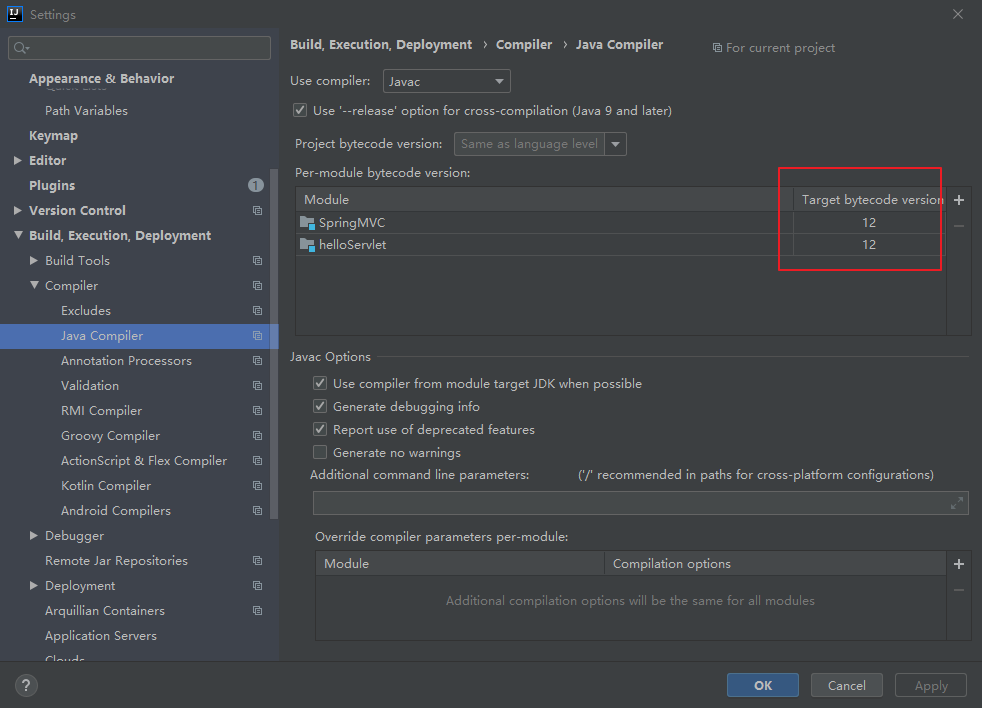 Settings
Appearance & Behavior
Path Variables
Keymap
Editor
Plugins 1
Version Control
Build, Execution, Deployment
Build Tools
Compiler
Excludes
Java Compiler
Annotation Processors
Validation
RMI Compiler
Groovy Compiler
ActionScript & Flex Compiler
Kotlin Compiler
Android Compilers
Debugger
Remote Jar Repositories
Deployment
Arquillian Containers
Application Servers
Clouds
Build, Execution, Deployment › Compiler › Java Compiler
For current project
Use compiler: Javac
Use '--release' option for cross-compilation (Java 9 and later)
Project bytecode version: Same as language level
Per-module bytecode version:
Module Target bytecode version
SpringMVC 12
helloServlet 12
Javac Options
Use compiler from module target JDK when possible
Generate debugging info
Report use of deprecated features
Generate no warnings
Additional command line parameters: ('/' recommended in paths for cross-platform configurations)
Override compiler parameters per-module:
Module Compilation options
Additional compilation options will be the same for all modules
? OK Cancel Apply